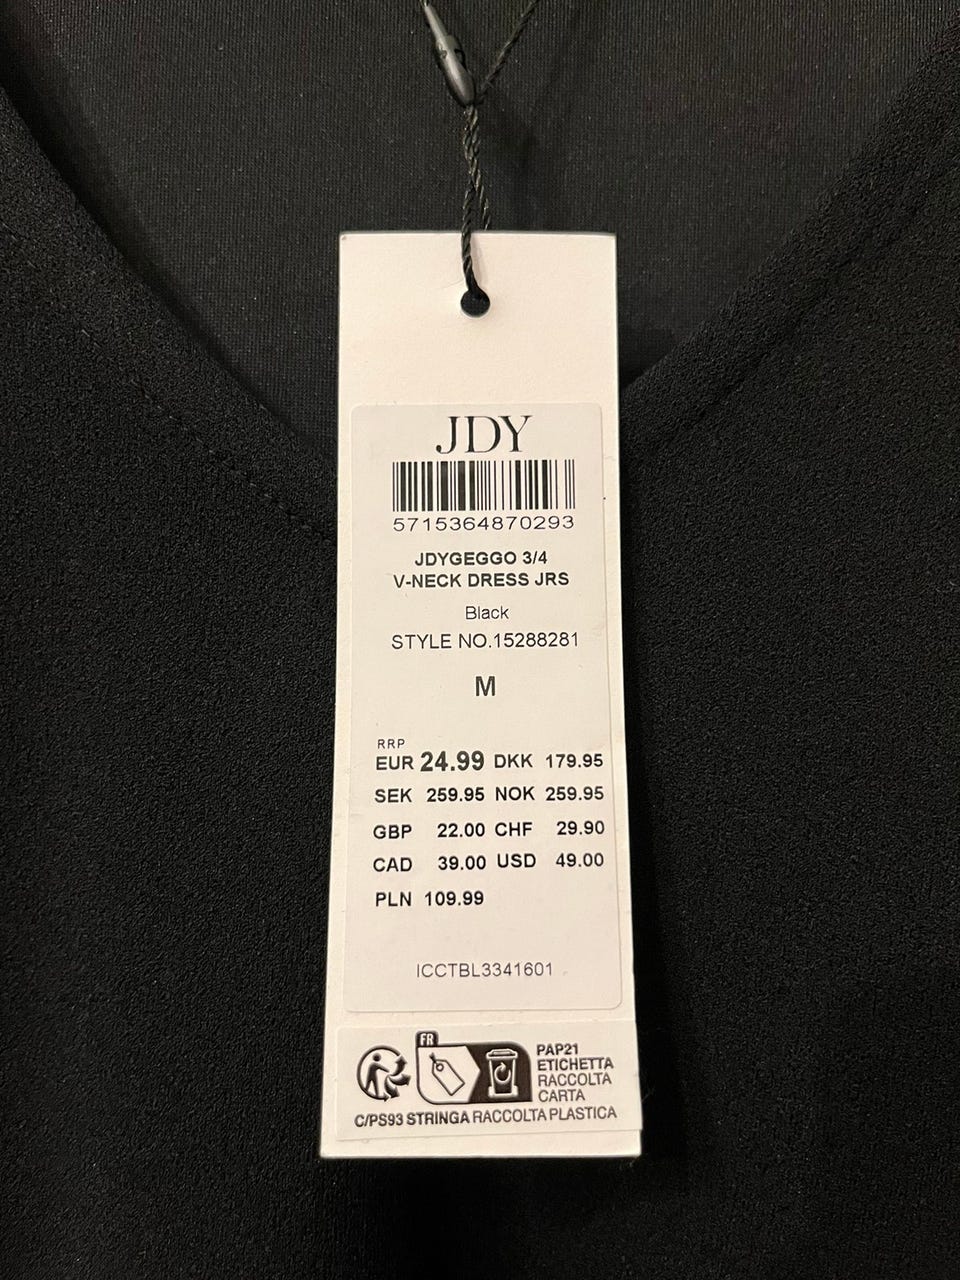 JDY
5715364870293
JDYGEGGO 3/4
V-NECK DRESS JRS
Black
STYLE NO.15288281
M
RRP
EUR 24.99 DKK 179.95
SEK 259.95 NOK 259.95
GBP 22.00 CHF 29.90
CAD 39.00 USD 49.00
PLN 109.99
ICCTBL3341601
FR
PAP21
ETICHETTA
RACCOLTA
CARTA
C/PS93 STRINGA RACCOLTA PLASTICA